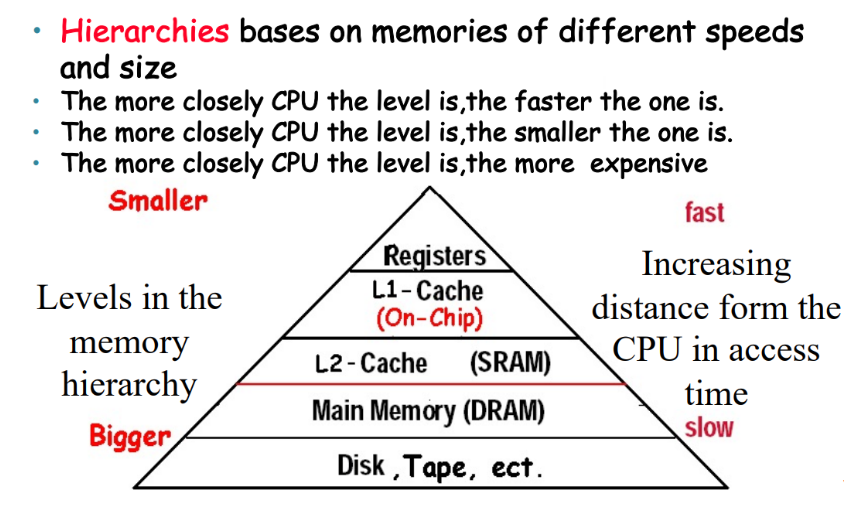 • Hierarchies bases on memories of different speeds
and size
• The more closely CPU the level is,the faster the one is.
• The more closely CPU the level is,the smaller the one is.
• The more closely CPU the level is,the more expensive
Smaller
fast
Registers
Levels in the
memory
hierarchy
L1-Cache
(On-Chip)
Increasing
distance form the
CPU in access
time
L2-Cache (SRAM)
Main Memory (DRAM)
Bigger
slow
Disk ,Tape, ect.